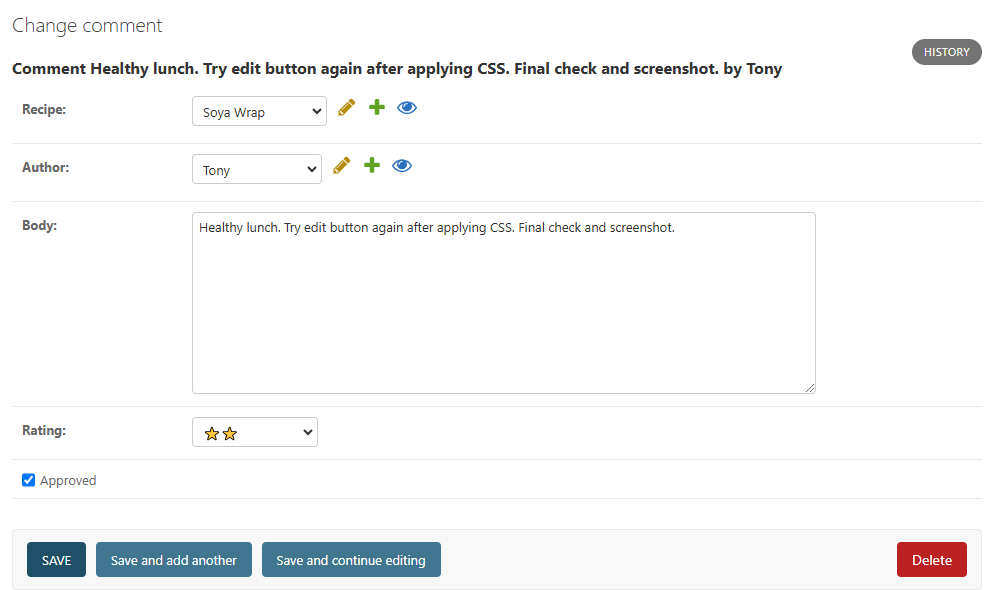 Change comment
HISTORY
Comment Healthy lunch. Try edit button again after applying CSS. Final check and screenshot. by Tony
Recipe: Soya Wrap
Author: Tony
Body: Healthy lunch. Try edit button again after applying CSS. Final check and screenshot.
Rating: ⭐⭐
Approved
SAVE Save and add another Save and continue editing Delete